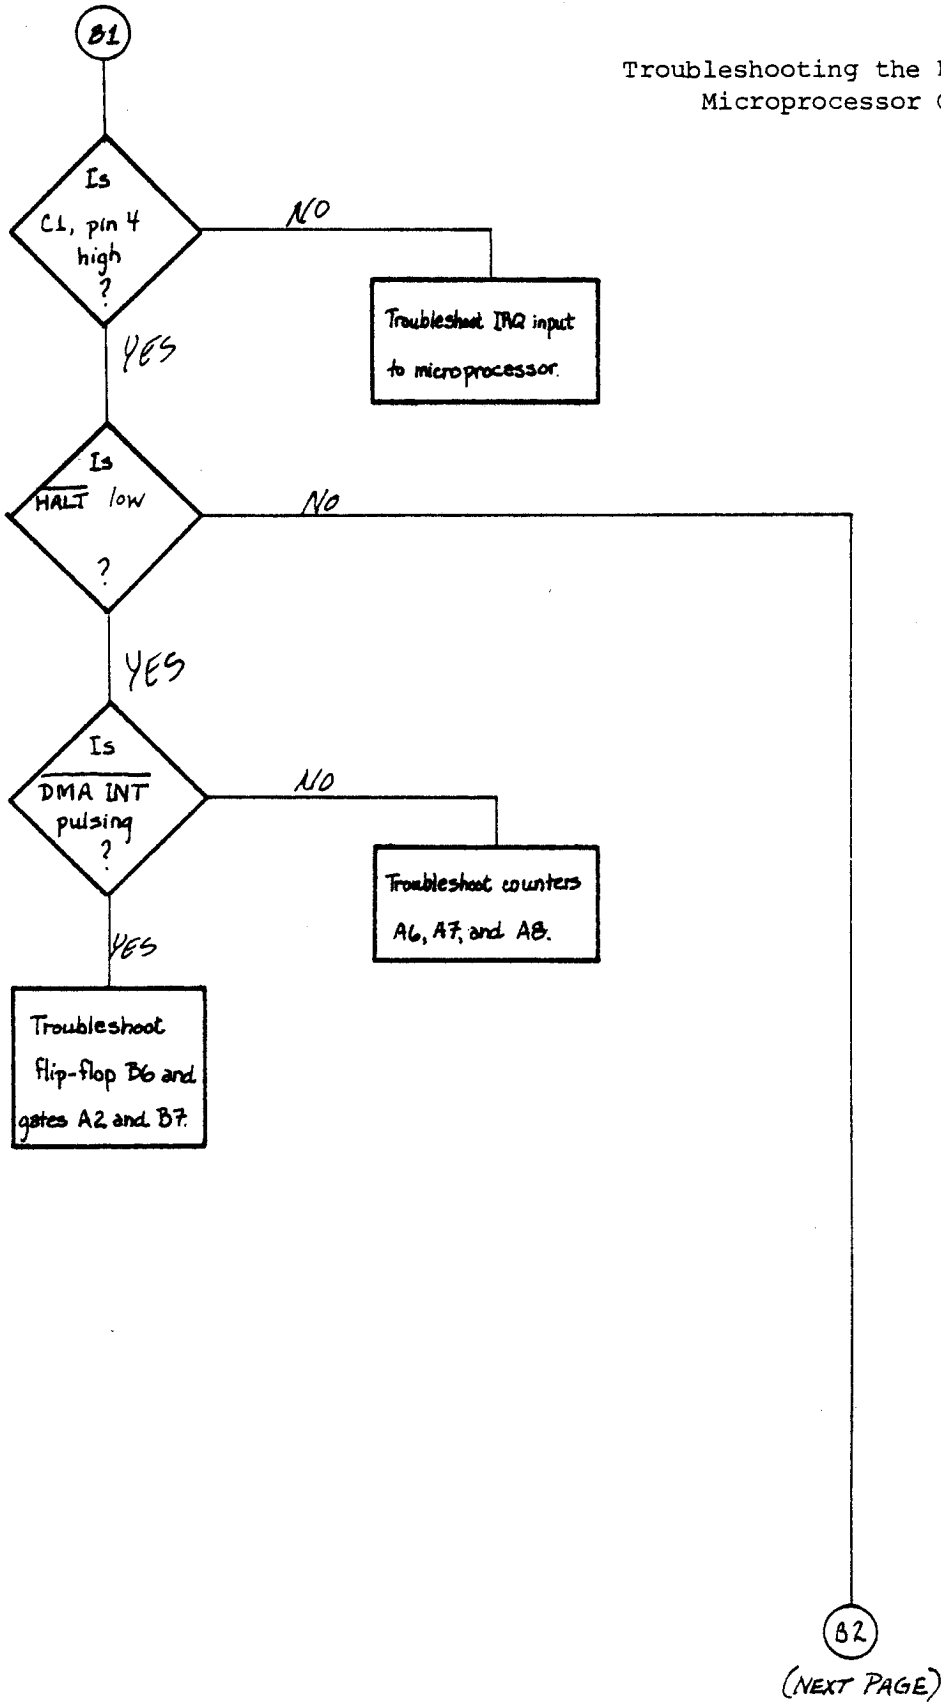 B1
Troubleshooting the
Microprocessor
Is
C1, pin 4
high
?
NO
Troubleshoot IRQ input
to microprocessor.
YES
Is
HALT low
?
NO
YES
Is
DMA INT
pulsing
?
NO
Troubleshoot counters
A6, A7, and A8.
YES
Troubleshoot
flip-flop B6 and
gates A2 and B7.
B2
(NEXT PAGE)